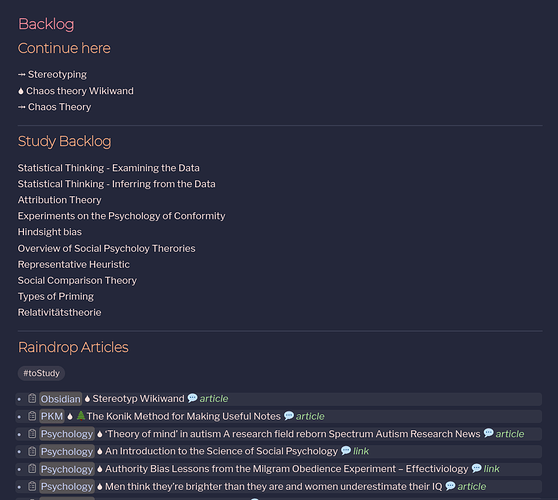 Backlog
Continue here
Stereotyping
Chaos theory Wikiwand
Chaos Theory
Study Backlog
Statistical Thinking - Examining the Data
Statistical Thinking - Inferring from the Data
Attribution Theory
Experiments on the Psychology of Conformity
Hindsight bias
Overview of Social Psycholoy Therories
Representative Heuristic
Social Comparison Theory
Types of Priming
Relativitätstheorie
Raindrop Articles
#toStudy
Obsidian Stereotyp Wikiwand article
PKM The Konik Method for Making Useful Notes article
Psychology ‘Theory of mind’ in autism A research field reborn Spectrum Autism Research News article
Psychology An Introduction to the Science of Social Psychology link
Psychology Authority Bias Lessons from the Milgram Obedience Experiment – Effectiviology link
Psychology Men think they’re brighter than they are and women underestimate their IQ article